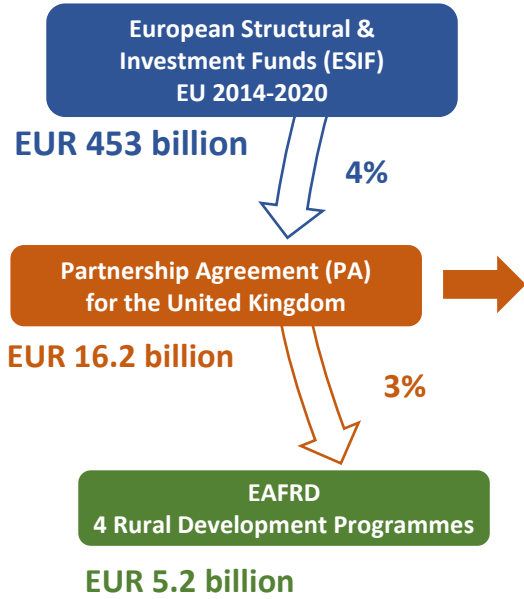 European Structural &
Investment Funds (ESIF)
EU 2014-2020
EUR 453 billion
4%
Partnership Agreement (PA)
for the United Kingdom
EUR 16.2 billion
3%
EAFRD
4 Rural Development Programmes
EUR 5.2 billion